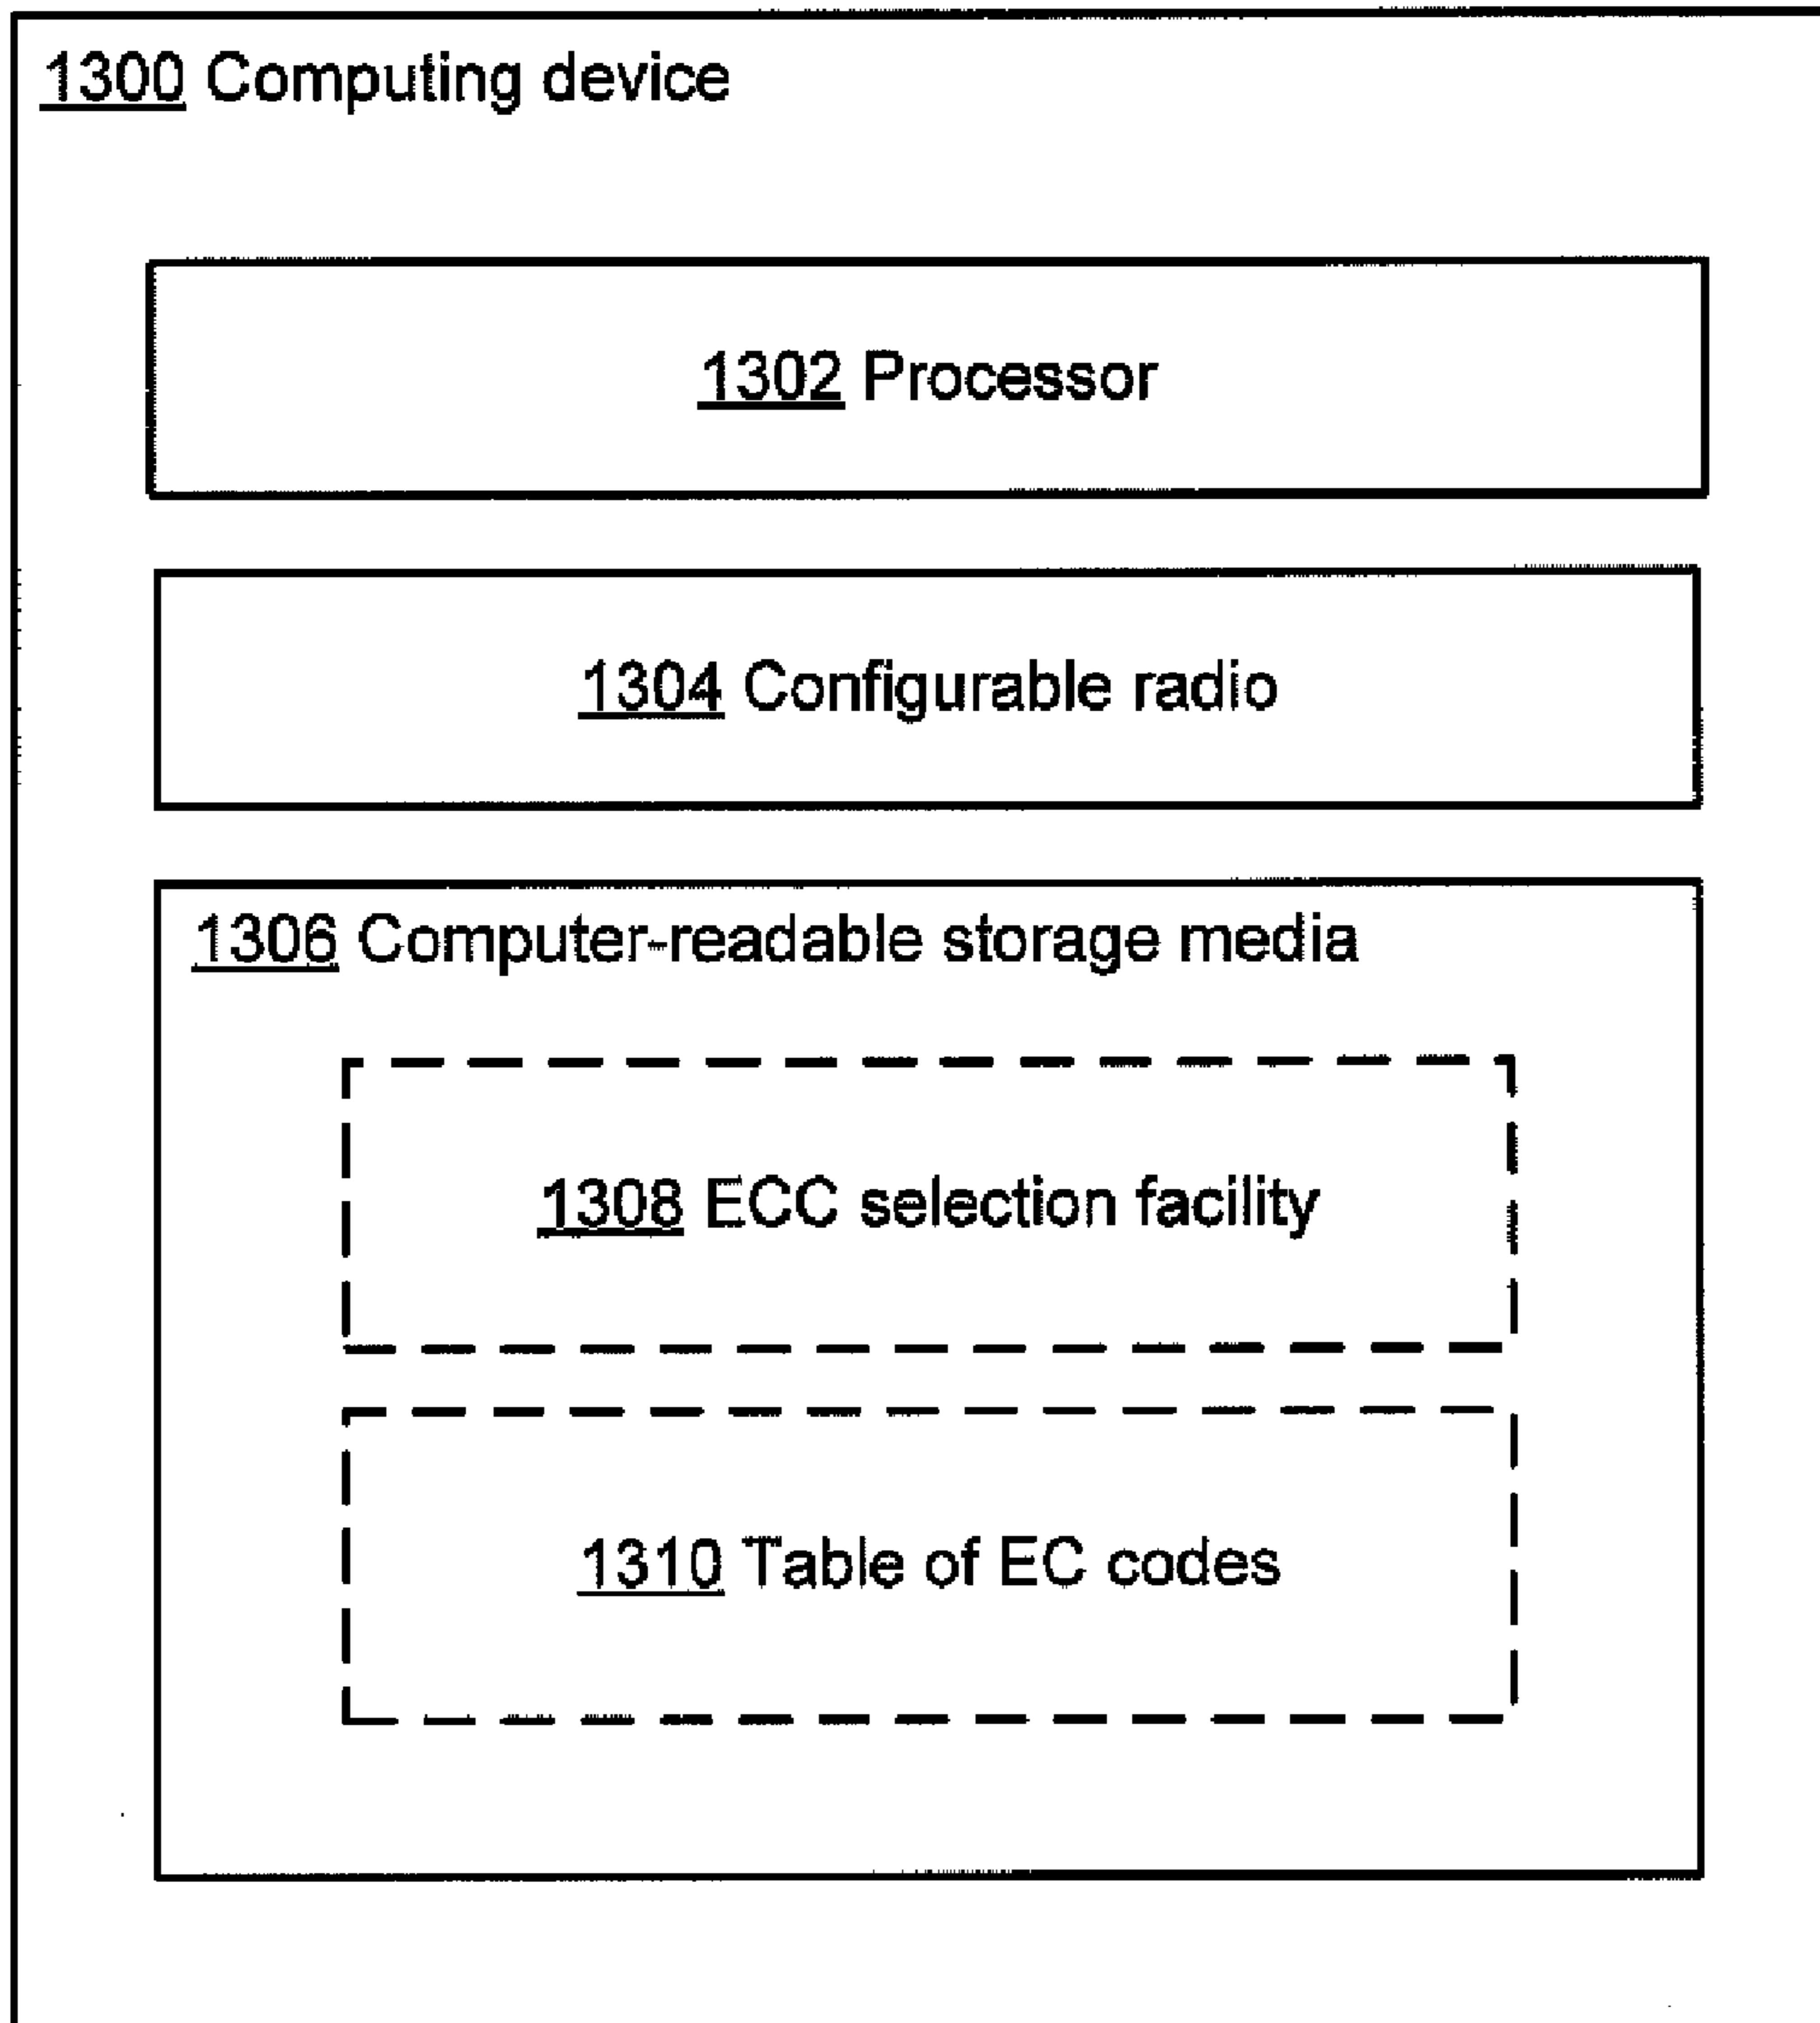 1300 Computing device
1302 Processor
1304 Configurable radio
1306 Computer-readable storage media
1308 ECC selection facility
1310 Table of EC codes